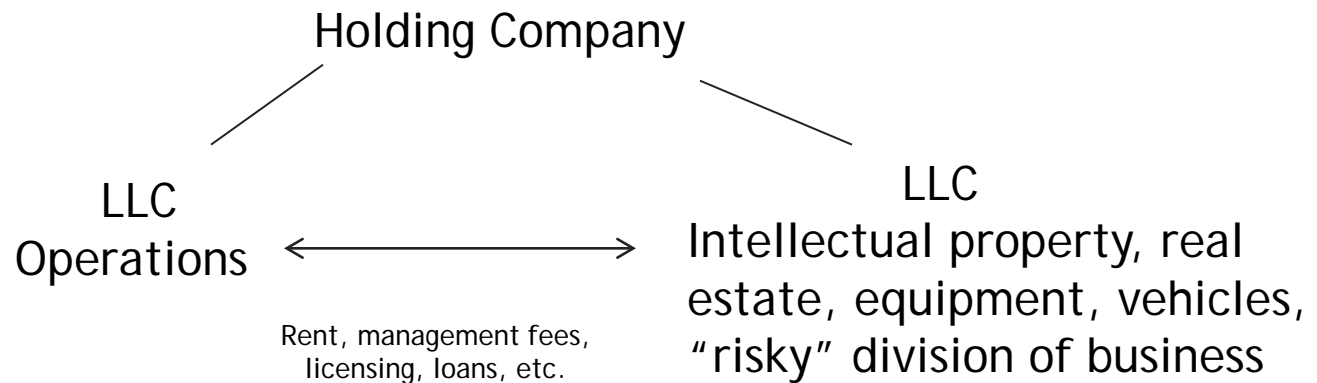 Holding Company
LLC
Operations
Rent, management fees,
licensing, loans, etc.
LLC
Intellectual property, real
estate, equipment, vehicles,
“risky” division of business